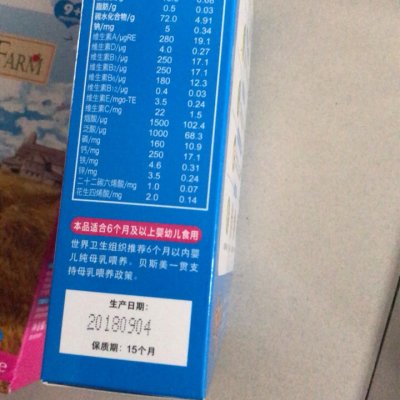 FARM
脂肪/g 0.5 0.03
碳水化合物/g 72.0 4.91
钠/mg 5 0.34
维生素A/μgRE 280 19.1
维生素D/μg 4.0 0.27
维生素B₁/μg 250 17.1
维生素B₂/μg 250 17.1
维生素B₆/μg 180 12.3
维生素B₁₂/μg 0.4 0.03
维生素E/mgα-TE 3.5 0.24
维生素C/mg 22 1.5
烟酸/μg 1500 102.4
泛酸/μg 1000 68.3
磷/mg 160 10.9
钙/mg 250 17.1
铁/mg 4.6 0.31
锌/mg 3.5 0.24
二十二碳六烯酸/mg 1.0 0.07
花生四烯酸/mg 2.0 0.14
本品适合6个月及以上婴幼儿食用
世界卫生组织推荐6个月以内婴
儿纯母乳喂养。贝斯美一贯支
持母乳喂养政策。
生产日期:
20180904
保质期:15个月